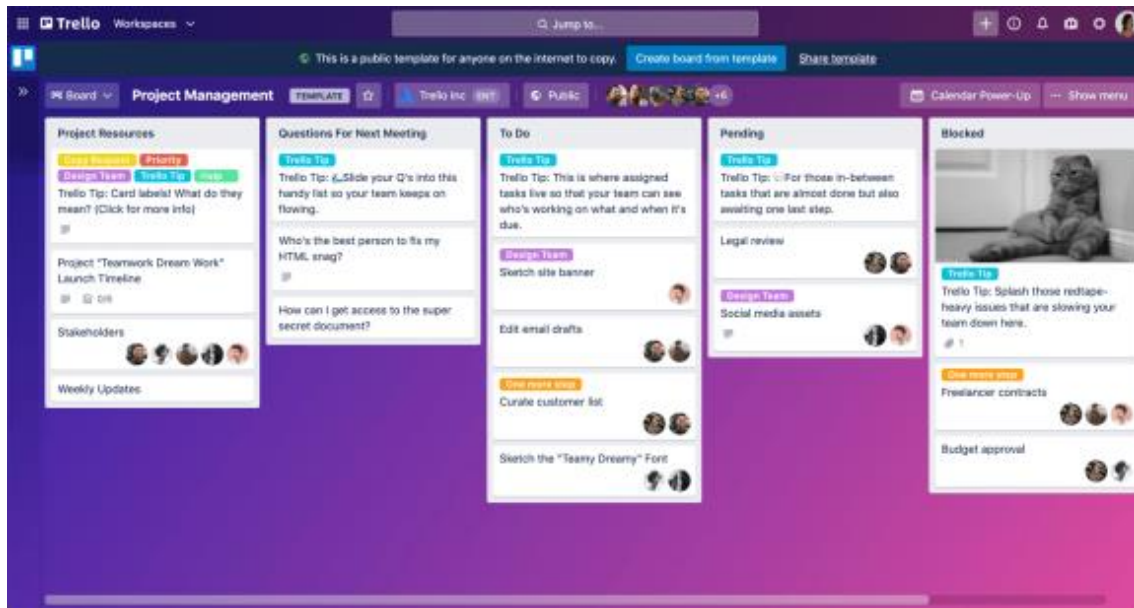 Trello Workspaces
Jump to...
This is a public template for anyone on the internet to copy. Create board from template Share template
Board Project Management TEMPLATE Trello Inc ENT Public +6 Calendar Power-Up Show menu
Project Resources
Copy Request Priority
Design Team Trello Tip Help
Trello Tip: Card labels! What do they
mean? (Click for more info)
Project "Teamwork Dream Work"
Launch Timeline
Stakeholders
Weekly Updates
Questions For Next Meeting
Trello Tip
Trello Tip: Slide your Q's into this
handy list so your team keeps on
flowing.
Who's the best person to fix my
HTML snag?
How can I get access to the super
secret document?
To Do
Trello Tip
Trello Tip: This is where assigned
tasks live so that your team can see
who's working on what and when it's
due.
Design Team
Sketch site banner
Edit email drafts
One more step
Curate customer list
Sketch the "Teamy Dreamy" Font
Pending
Trello Tip
Trello Tip: For those in-between
tasks that are almost done but also
awaiting one last step.
Legal review
Design Team
Social media assets
Blocked
Trello Tip
Trello Tip: Splash those redtape-
heavy issues that are slowing your
team down here.
1
One more step
Freelancer contracts
Budget approval